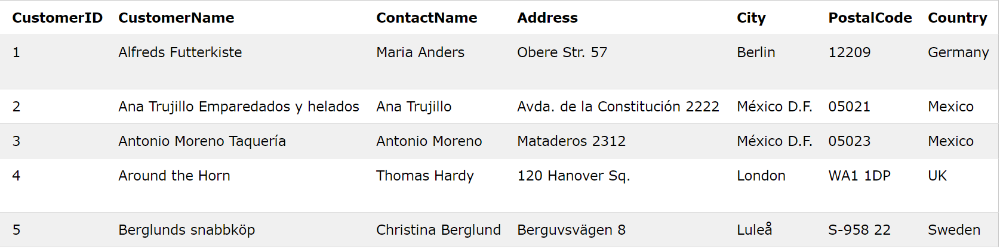 CustomerID CustomerName ContactName Address City PostalCode Country
1 Alfreds Futterkiste Maria Anders Obere Str. 57 Berlin 12209 Germany
2 Ana Trujillo Emparedados y helados Ana Trujillo Avda. de la Constitución 2222 México D.F. 05021 Mexico
3 Antonio Moreno Taquería Antonio Moreno Mataderos 2312 México D.F. 05023 Mexico
4 Around the Horn Thomas Hardy 120 Hanover Sq. London WA1 1DP UK
5 Berglunds snabbköp Christina Berglund Berguvsvägen 8 Luleå S-958 22 Sweden